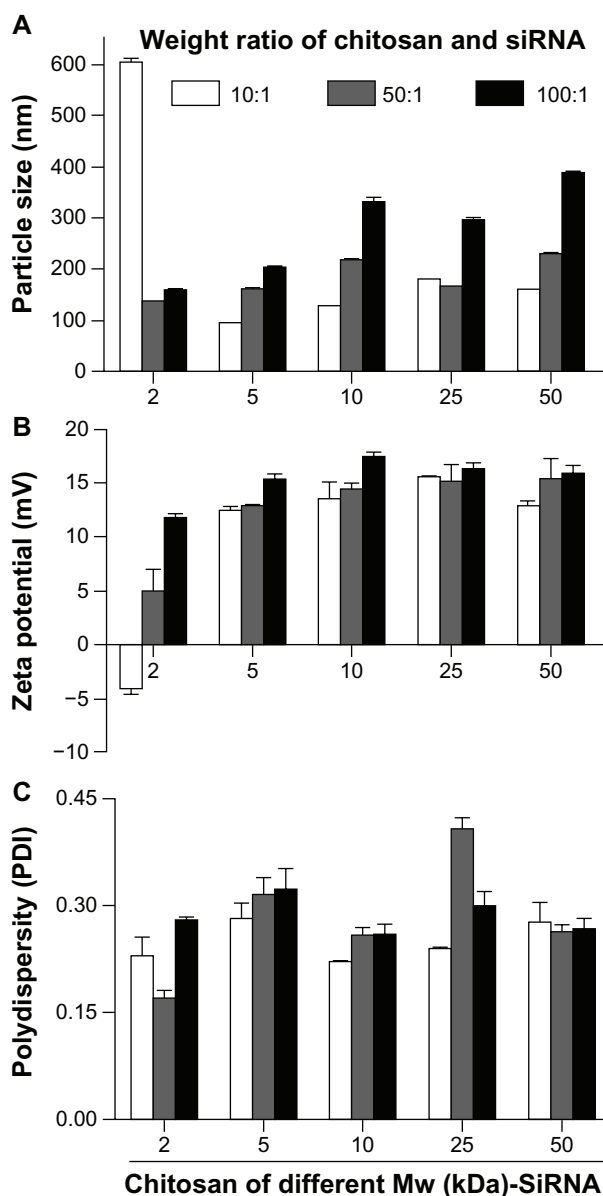 A
Weight ratio of chitosan and siRNA
10:1 50:1 100:1
Particle size (nm)
600
500
400
300
200
100
0
2 5 10 25 50
B
Zeta potential (mV)
20
15
10
5
0
−5
−10
2 5 10 25 50
C
Polydispersity (PDI)
0.45
0.30
0.15
0.00
2 5 10 25 50
Chitosan of different Mw (kDa)-SiRNA